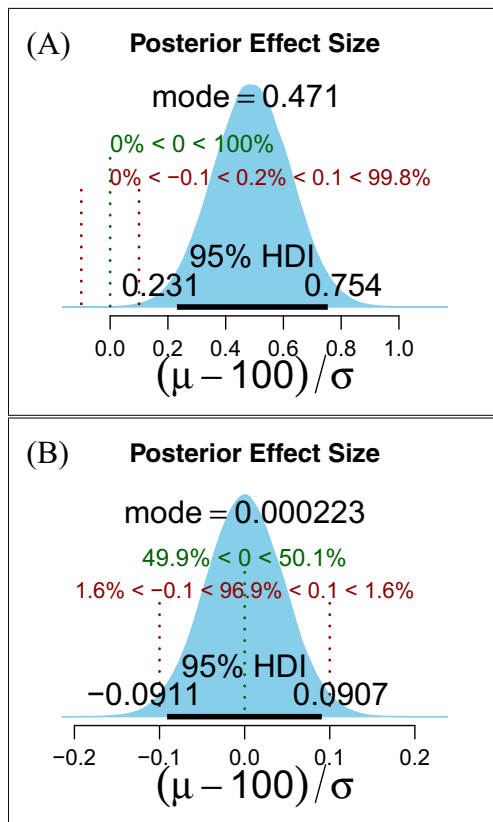 (A) Posterior Effect Size
mode = 0.471
0% < 0 < 100%
0% < −0.1 < 0.2% < 0.1 < 99.8%
95% HDI
0.231 0.754
0.0 0.2 0.4 0.6 0.8 1.0
(μ − 100)/σ
(B) Posterior Effect Size
mode = 0.000223
49.9% < 0 < 50.1%
1.6% < −0.1 < 96.9% < 0.1 < 1.6%
95% HDI
−0.0911 0.0907
−0.2 −0.1 0.0 0.1 0.2
(μ − 100)/σ